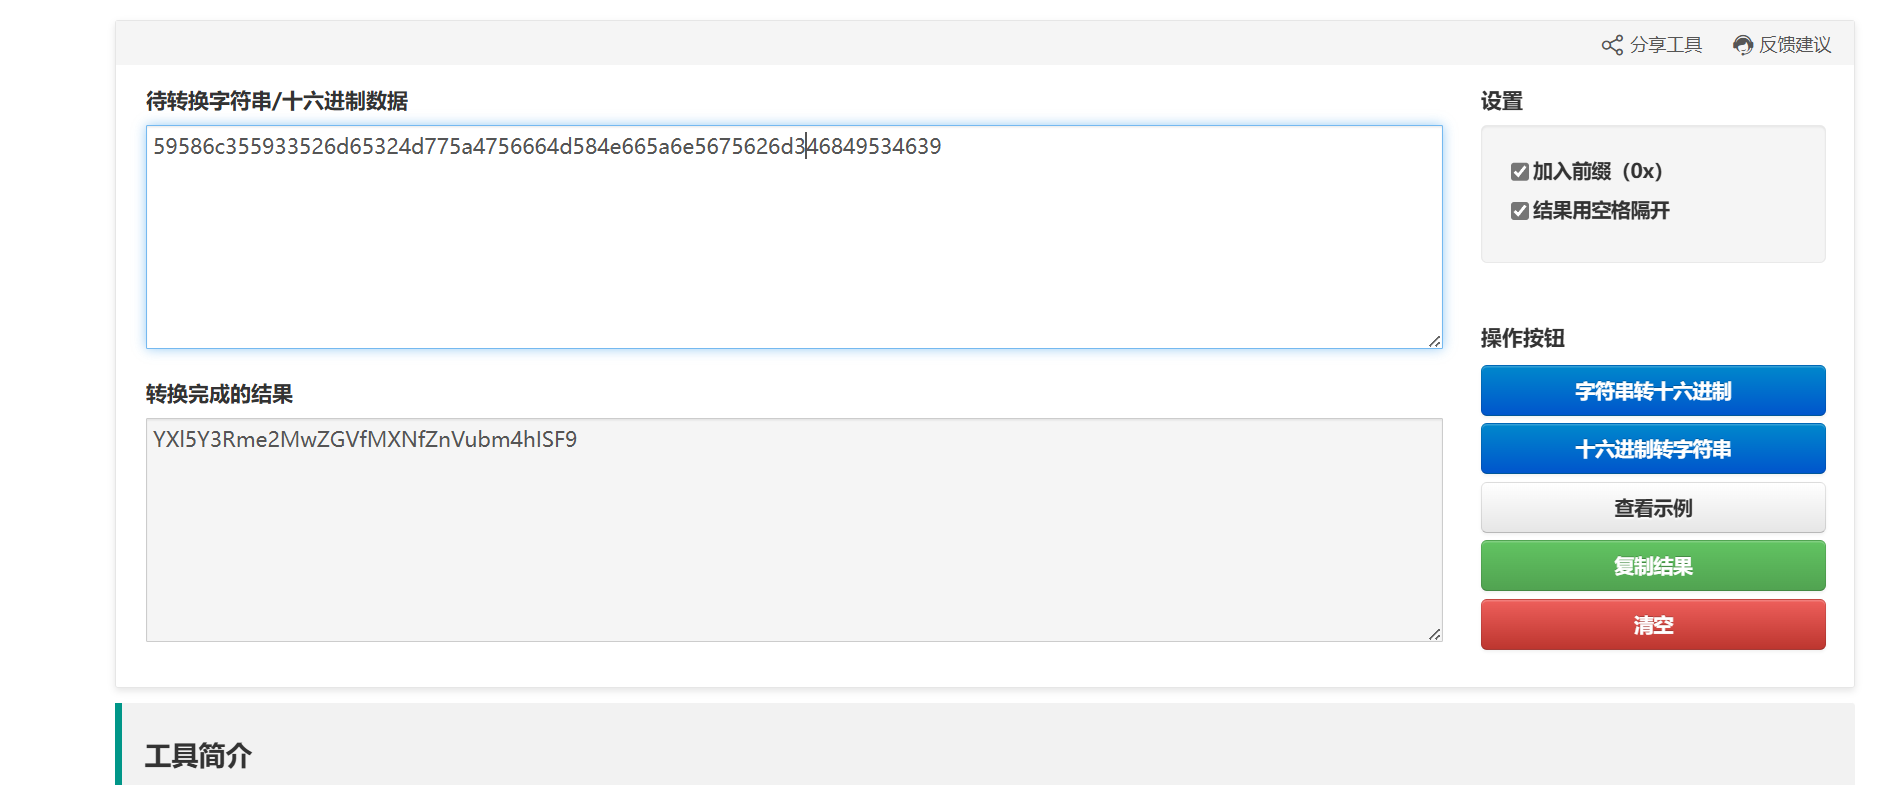 分享工具 反馈建议
待转换字符串/十六进制数据
59586c355933526d65324d775a4756664d584e665a6e5675626d346849534639
转换完成的结果
YXl5Y3Rme2MwZGVfMXNfZnVubm4hISF9
设置
加入前缀（0x）
结果用空格隔开
操作按钮
字符串转十六进制
十六进制转字符串
查看示例
复制结果
清空
工具简介